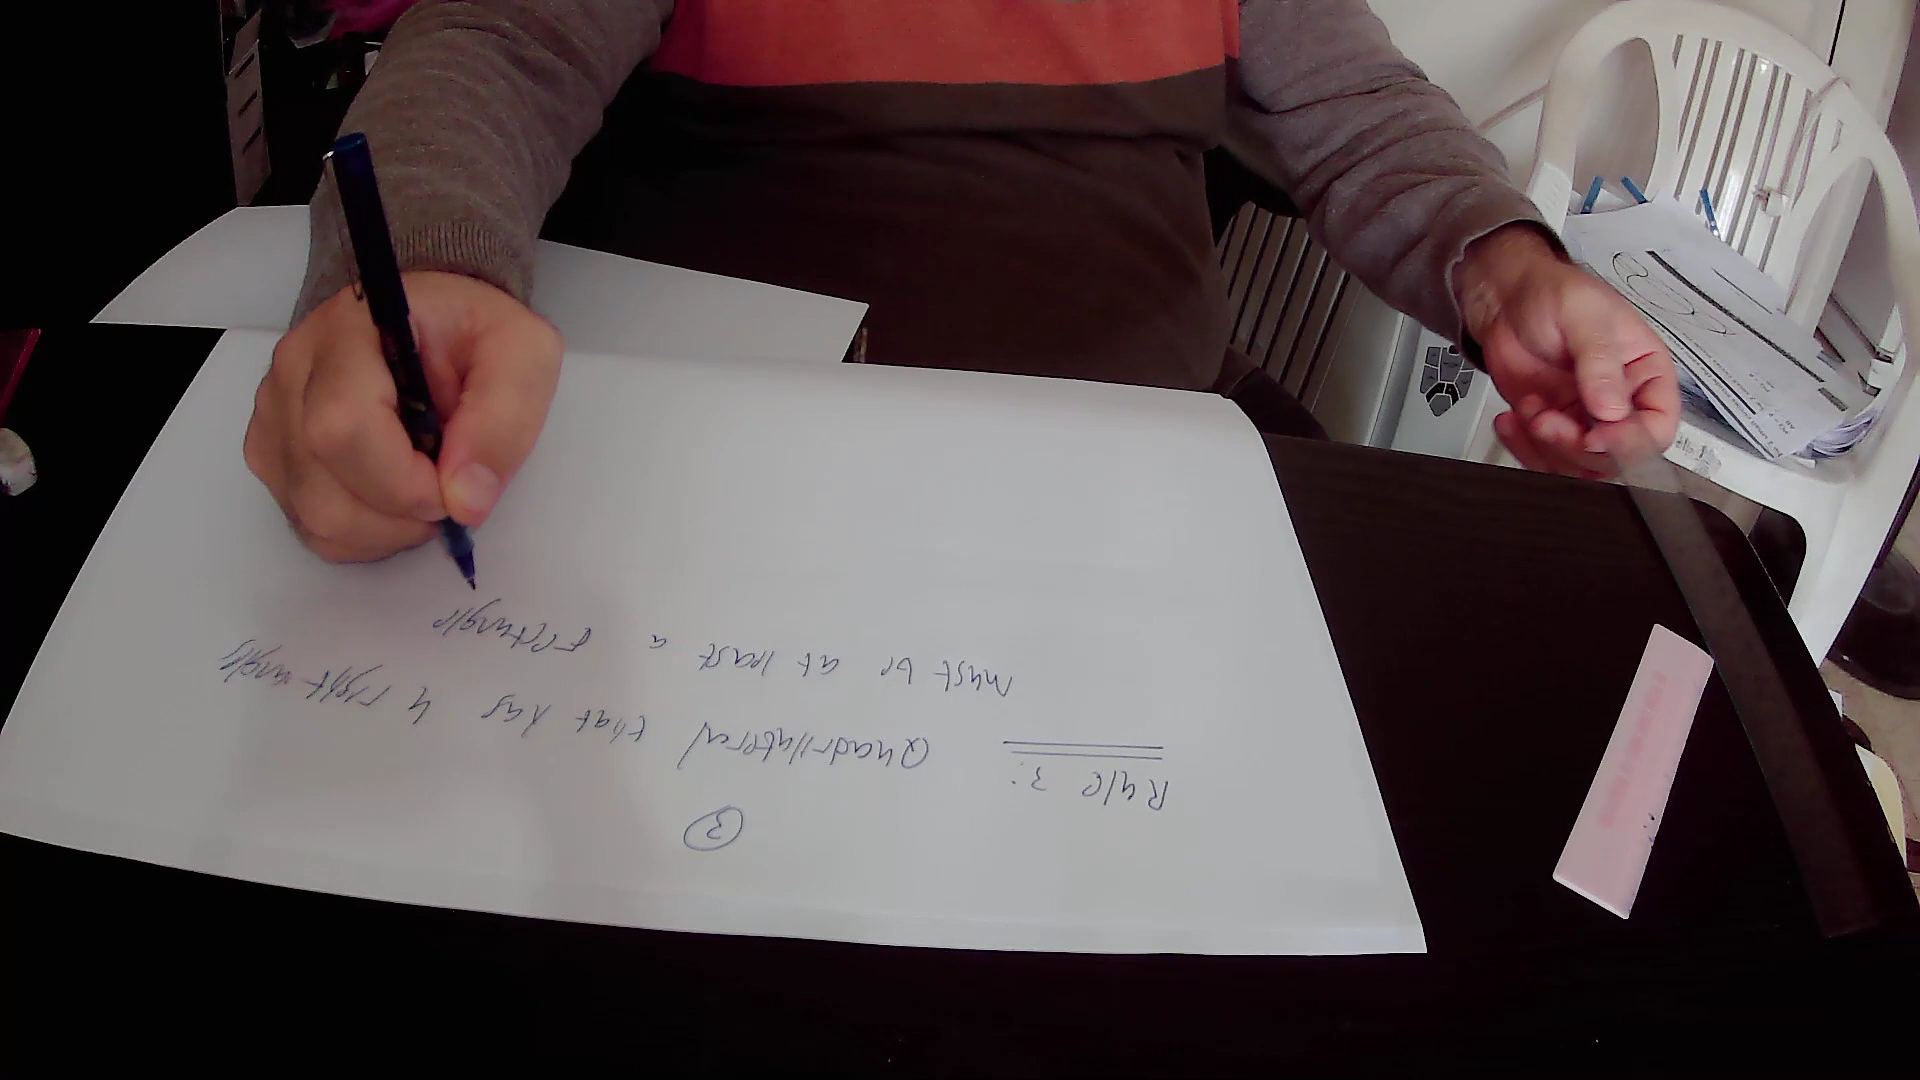 3
Rule 3: Quadrilateral that has 4 right-angles
must be at least a rectangle